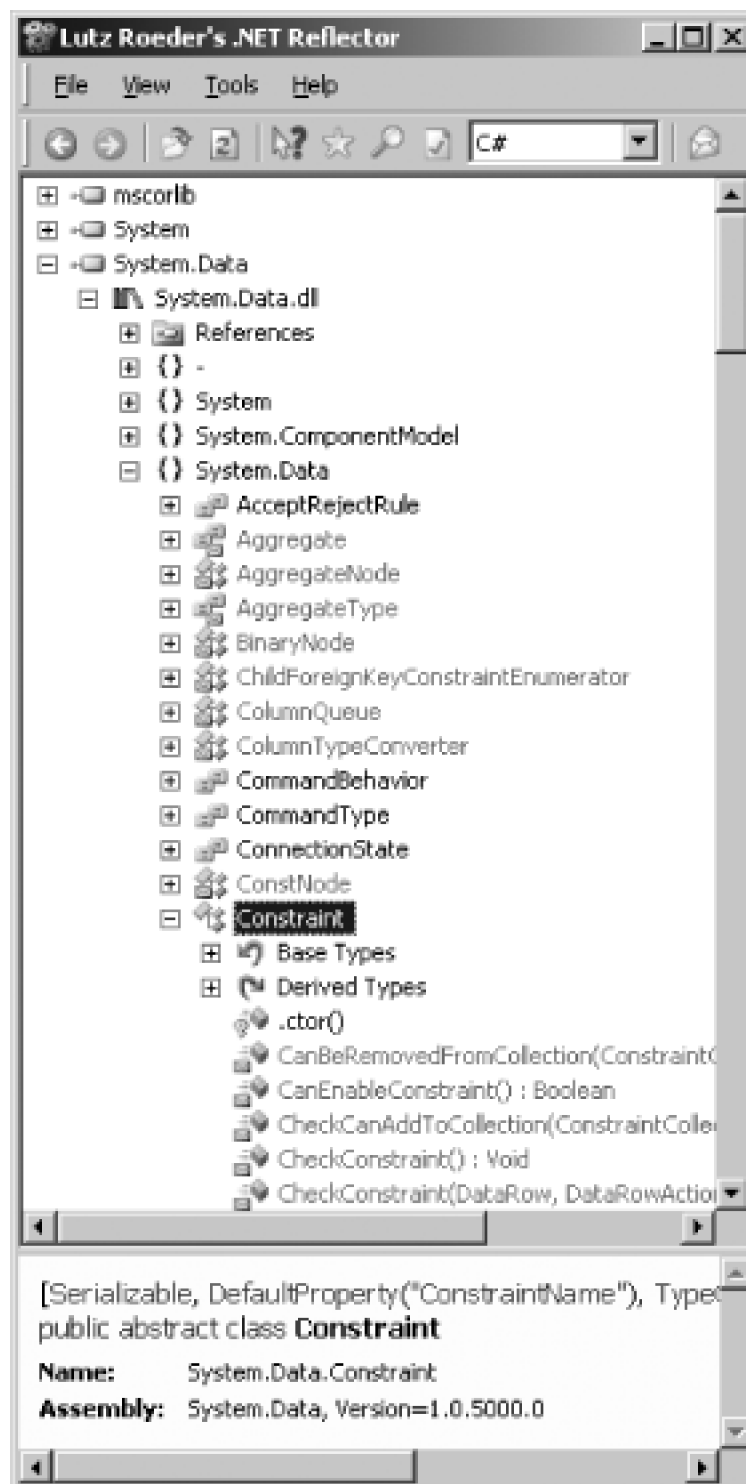 Lutz Roeder's .NET Reflector
File View Tools Help
C#
mscorlib
System
System.Data
System.Data.dll
References
{} -
{} System
{} System.ComponentModel
{} System.Data
AcceptRejectRule
Aggregate
AggregateNode
AggregateType
BinaryNode
ChildForeignKeyConstraintEnumerator
ColumnQueue
ColumnTypeConverter
CommandBehavior
CommandType
ConnectionState
ConstNode
Constraint
Base Types
Derived Types
.ctor()
CanBeRemovedFromCollection(ConstraintC
CanEnableConstraint() : Boolean
CheckCanAddToCollection(ConstraintColle
CheckConstraint() : Void
CheckConstraint(DataRow, DataRowAction
[Serializable, DefaultProperty("ConstraintName"), Type
public abstract class Constraint
Name: System.Data.Constraint
Assembly: System.Data, Version=1.0.5000.0